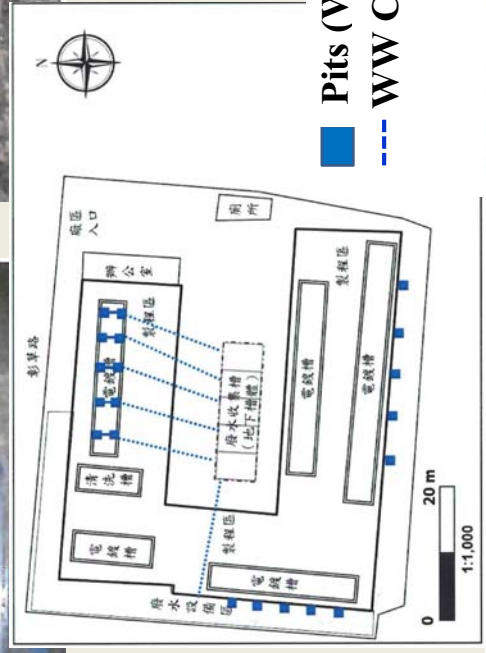 N
彭草路
廠區
入口
辦公室
廁所
電鍍槽
製程區
清洗槽
電鍍槽
廢水收集槽
(地下槽體)
製程區
電鍍槽
電鍍槽
製程區
電鍍槽
廢水設備區
0
20 m
1:1,000
Pits (
WW C